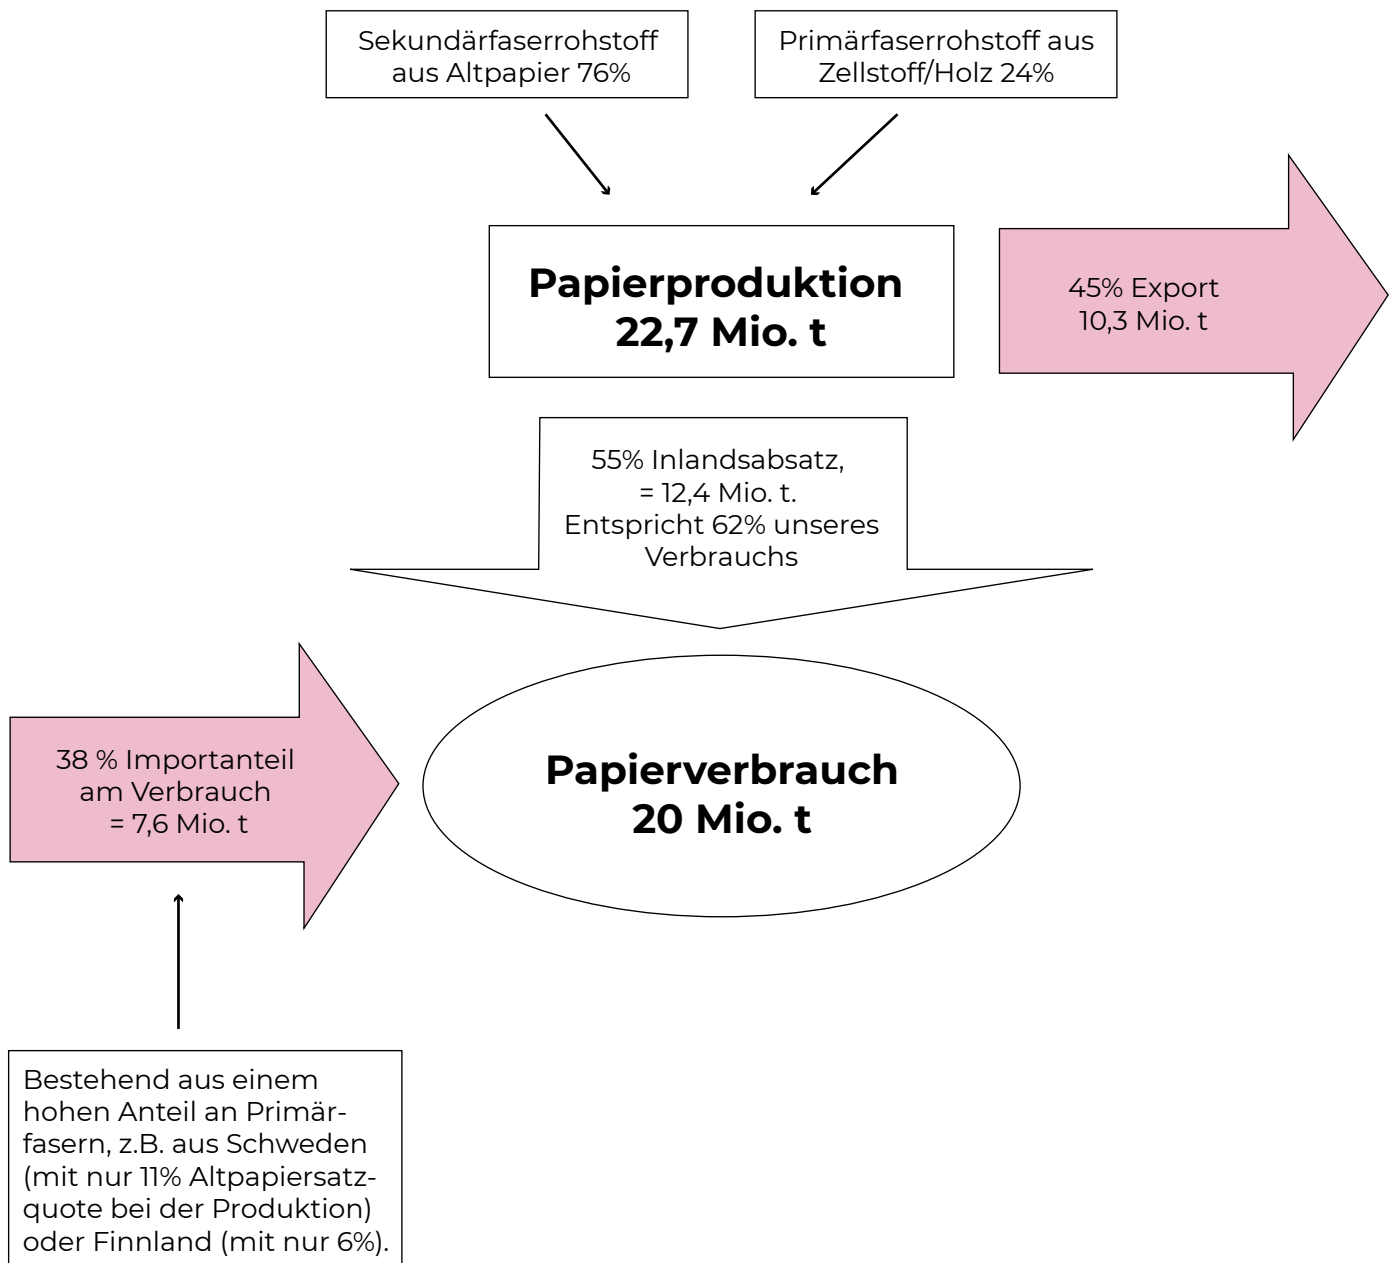 Sekundärfaserrohstoff
aus Altpapier 76%
Primärfaserrohstoff aus
Zellstoff/Holz 24%
Papierproduktion
22,7 Mio. t
45% Export
10,3 Mio. t
55% Inlandsabsatz,
= 12,4 Mio. t.
Entspricht 62% unseres
Verbrauchs
38 % Importanteil
am Verbrauch
= 7,6 Mio. t
Papierverbrauch
20 Mio. t
Bestehend aus einem
hohen Anteil an Primär-
fasern, z.B. aus Schweden
(mit nur 11% Altpapiersatz-
quote bei der Produktion)
oder Finnland (mit nur 6%).